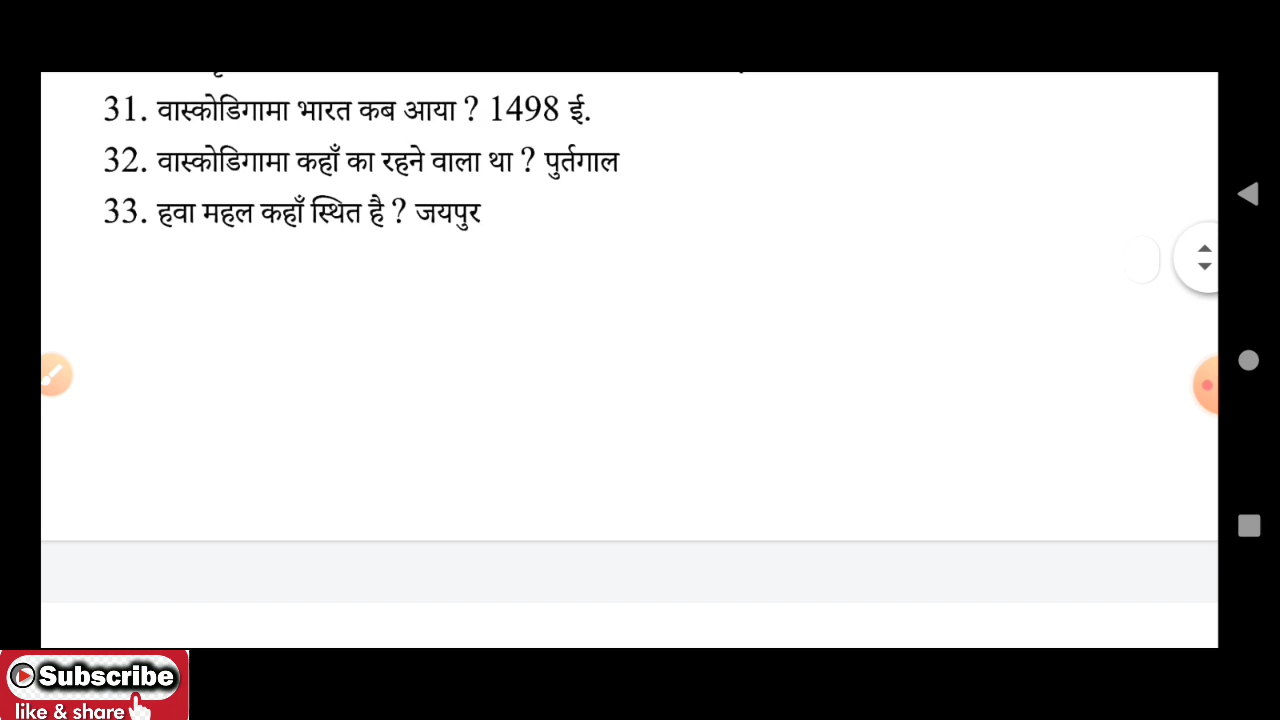 31. वास्कोडिगामा भारत कब आया ? 1498 ई.
32. वास्कोडिगामा कहाँ का रहने वाला था ? पुर्तगाल
33. हवा महल कहाँ स्थित है ? जयपुर
Subscribe
like & share